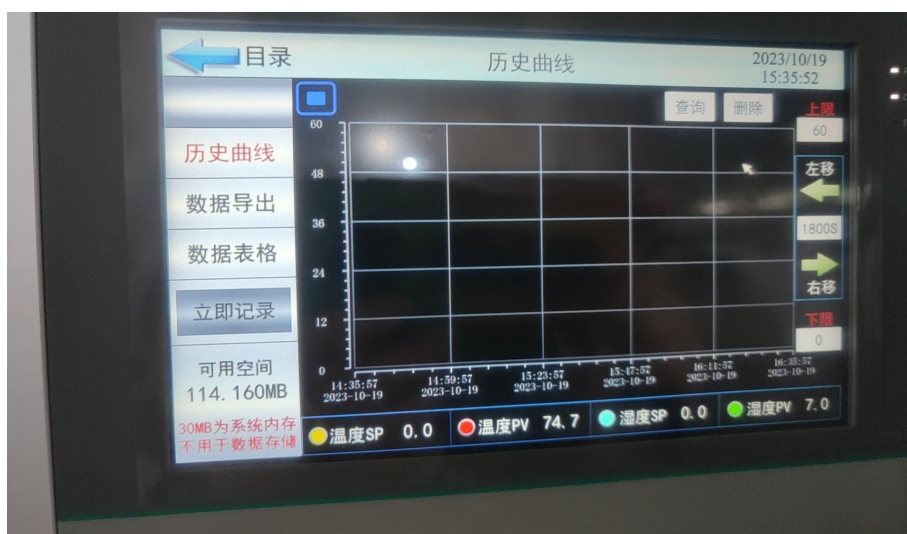 目录
历史曲线
2023/10/19
15:35:52
查询
删除
上限
60
历史曲线
数据导出
数据表格
立即记录
可用空间
114.160MB
30MB为系统内存
不用于数据存储
60
48
36
24
12
0
左移
1800S
右移
下限
0
14:35:57
2023-10-19
14:59:57
2023-10-19
15:23:57
2023-10-19
15:47:57
2023-10-19
16:11:57
2023-10-19
16:35:57
2023-10-19
温度SP 0.0
温度PV 74.7
湿度SP 0.0
湿度PV 7.0